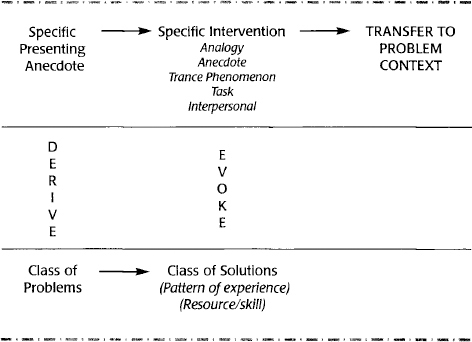 Specific
Presenting
Anecdote
Specific Intervention
Analogy
Anecdote
Trance Phenomenon
Task
Interpersonal
TRANSFER TO
PROBLEM
CONTEXT
D
E
R
I
V
E
E
V
O
K
E
Class of
Problems
Class of Solutions
(Pattern of experience)
(Resource/skill)